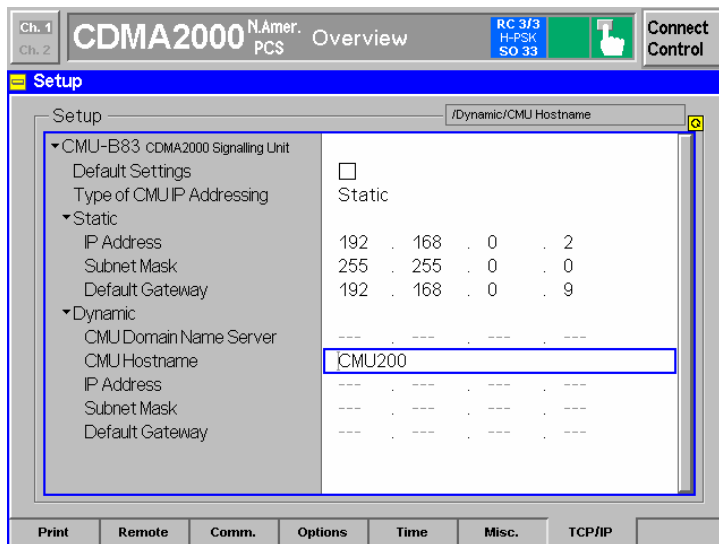 Ch. 1
Ch. 2
CDMA2000 N.Amer. PCS Overview
RC 3/3
H-PSK
SO 33
Connect
Control
Setup
Setup
/Dynamic/CMU Hostname
CMU-B83 CDMA2000 Signalling Unit
Default Settings
Type of CMU IP Addressing Static
Static
IP Address 192 . 168 . 0 . 2
Subnet Mask 255 . 255 . 0 . 0
Default Gateway 192 . 168 . 0 . 9
Dynamic
CMU Domain Name Server --- . --- . --- . ---
CMU Hostname CMU200
IP Address --- . --- . --- . ---
Subnet Mask --- . --- . --- . ---
Default Gateway --- . --- . --- . ---
Print Remote Comm. Options Time Misc. TCP/IP